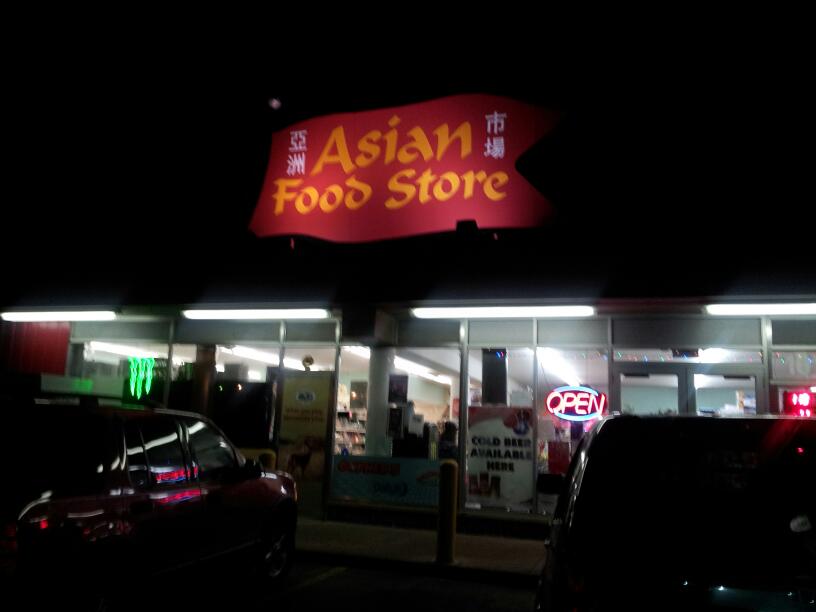 亞洲
Asian
市場
Food Store
OPEN
COLD BEER
AVAILABLE
HERE